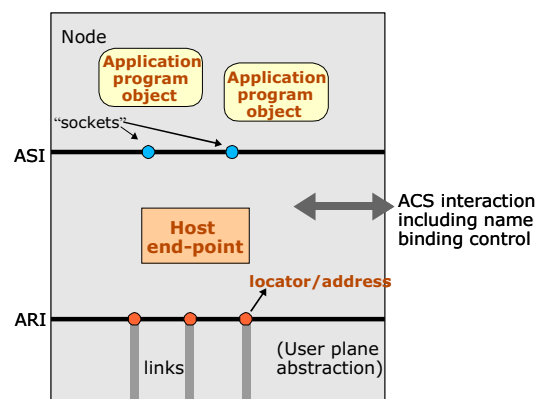 Node
Application
program
object
Application
program
object
“sockets”
ASI
ACS interaction
including name
binding control
Host
end-point
locator/address
ARI
links
(User plane
abstraction)